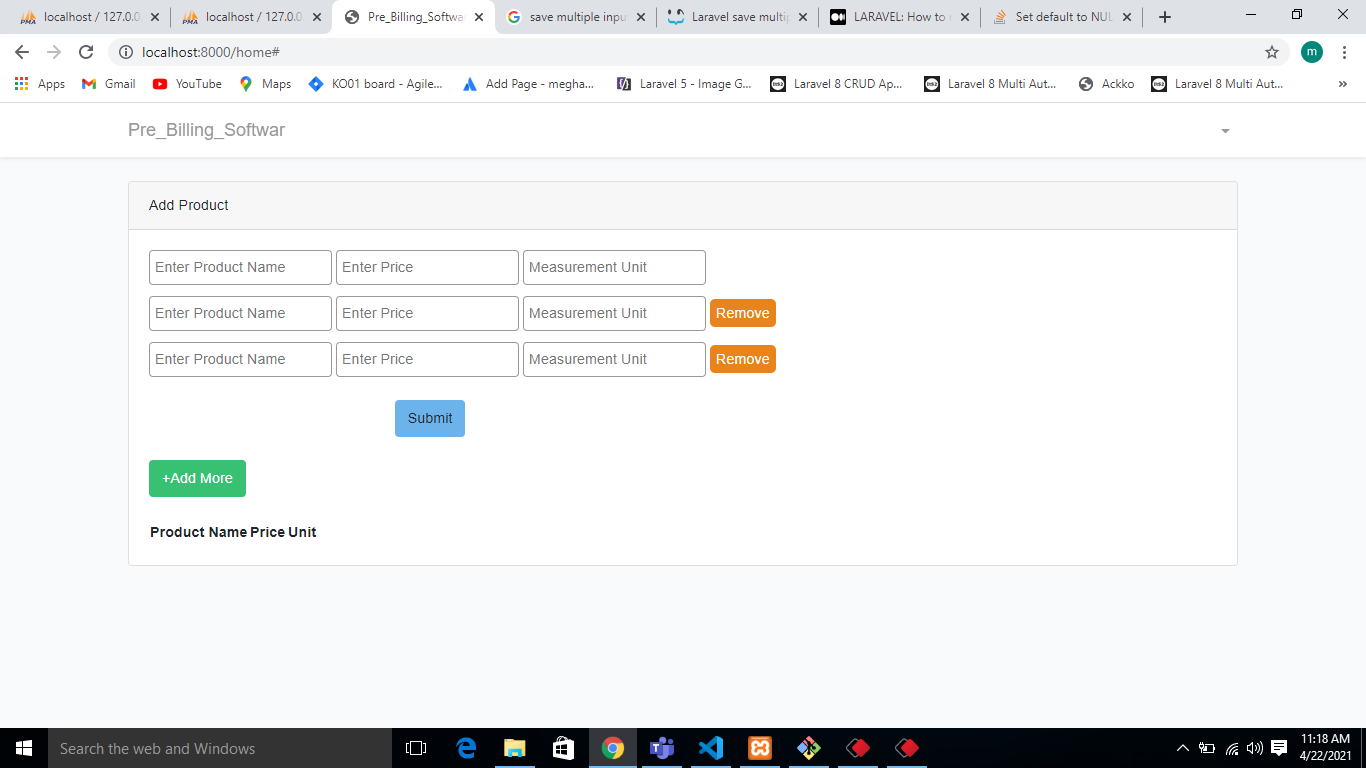 localhost / 127.0.0
localhost / 127.0.0
Pre_Billing_Softwar
save multiple inpu
Laravel save multip
LARAVEL: How to
Set default to NUL
localhost:8000/home#
m
Apps
Gmail
YouTube
Maps
KO01 board - Agile...
Add Page - megha...
Laravel 5 - Image G...
Laravel 8 CRUD Ap...
Laravel 8 Multi Aut...
Ackko
Laravel 8 Multi Aut...
»
Pre_Billing_Softwar
Add Product
Enter Product Name Enter Price Measurement Unit
Enter Product Name Enter Price Measurement Unit Remove
Enter Product Name Enter Price Measurement Unit Remove
Submit
+Add More
Product Name Price Unit
Search the web and Windows
11:18 AM
4/22/2021